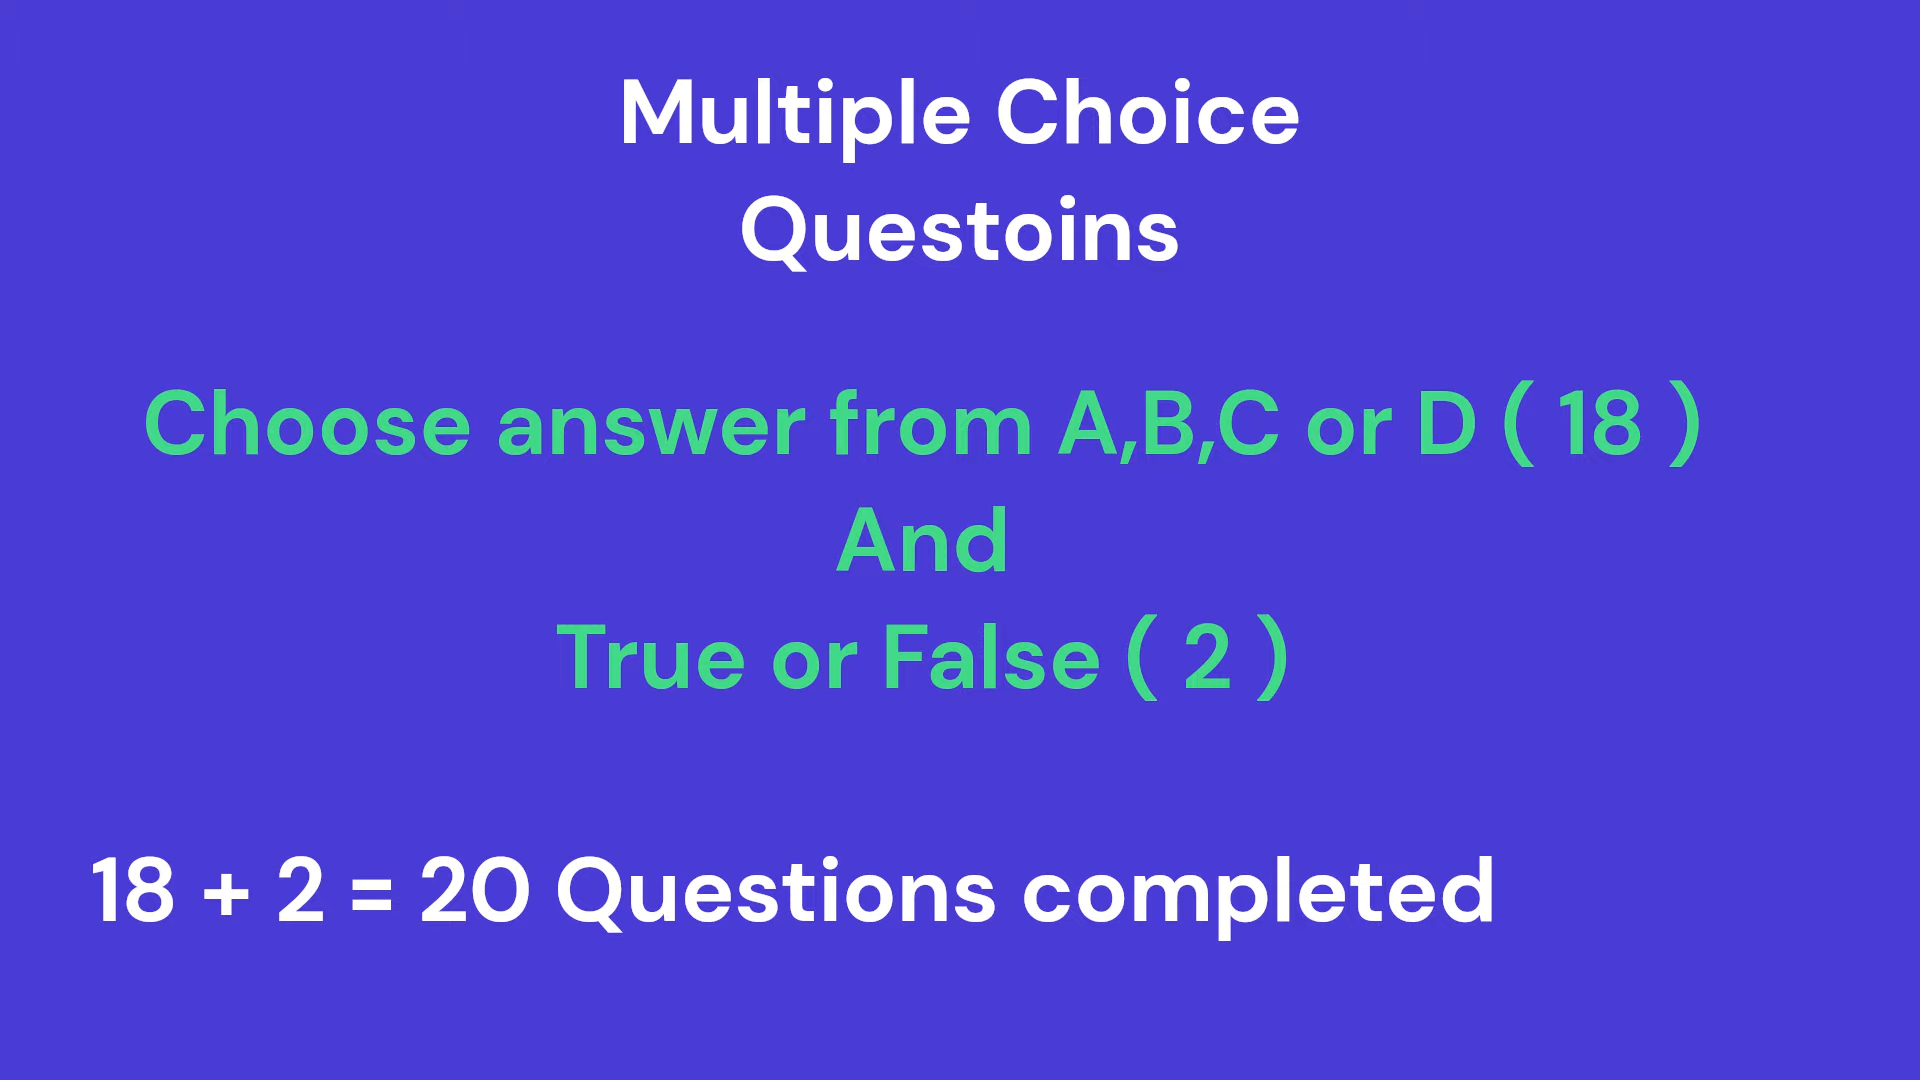 Multiple Choice
Questoins
Choose answer from A,B,C or D ( 18 )
And
True or False ( 2 )
18 + 2 = 20 Questions completed